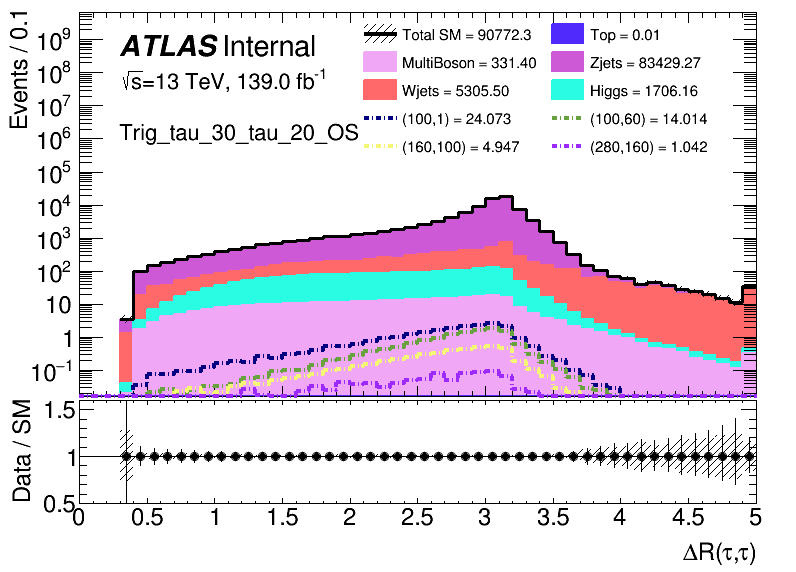 Events / 0.1
10⁹
10⁸
10⁷
10⁶
10⁵
10⁴
10³
10²
10
1
10⁻¹
ATLAS Internal
√s=13 TeV, 139.0 fb⁻¹
Trig_tau_30_tau_20_OS
Total SM = 90772.3
Top = 0.01
MultiBoson = 331.40
Zjets = 83429.27
Wjets = 5305.50
Higgs = 1706.16
(100,1) = 24.073
(100,60) = 14.014
(160,100) = 4.947
(280,160) = 1.042
Data / SM
1.5
1
0.5
0 0.5 1 1.5 2 2.5 3 3.5 4 4.5 5
ΔR(τ,τ)